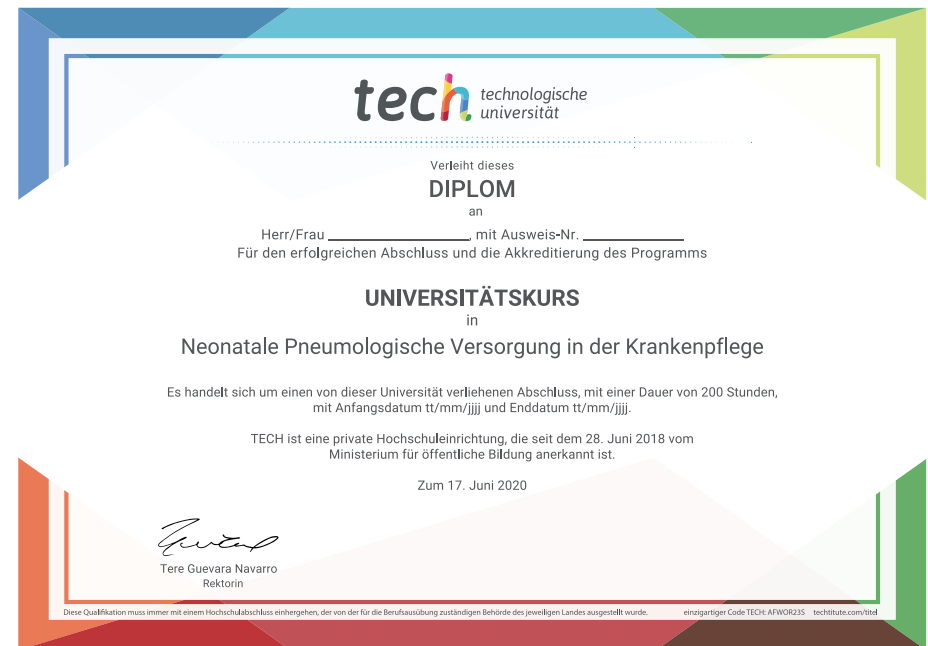 tech technologische
universität
Verleiht dieses
DIPLOM
an
Herr/Frau ____________________, mit Ausweis-Nr. ______________
Für den erfolgreichen Abschluss und die Akkreditierung des Programms
UNIVERSITÄTSKURS
in
Neonatale Pneumologische Versorgung in der Krankenpflege
Es handelt sich um einen von dieser Universität verliehenen Abschluss, mit einer Dauer von 200 Stunden,
mit Anfangsdatum tt/mm/jjjj und Enddatum tt/mm/jjjj.
TECH ist eine private Hochschuleinrichtung, die seit dem 28. Juni 2018 vom
Ministerium für öffentliche Bildung anerkannt ist.
Zum 17. Juni 2020
Tere Guevara Navarro
Rektorin
Diese Qualifikation muss immer mit einem Hochschulabschluss einhergehen, der von der für die Berufsausübung zuständigen Behörde des jeweiligen Landes ausgestellt wurde. einzigartiger Code TECH: AFWOR23S techtitute.com/titel